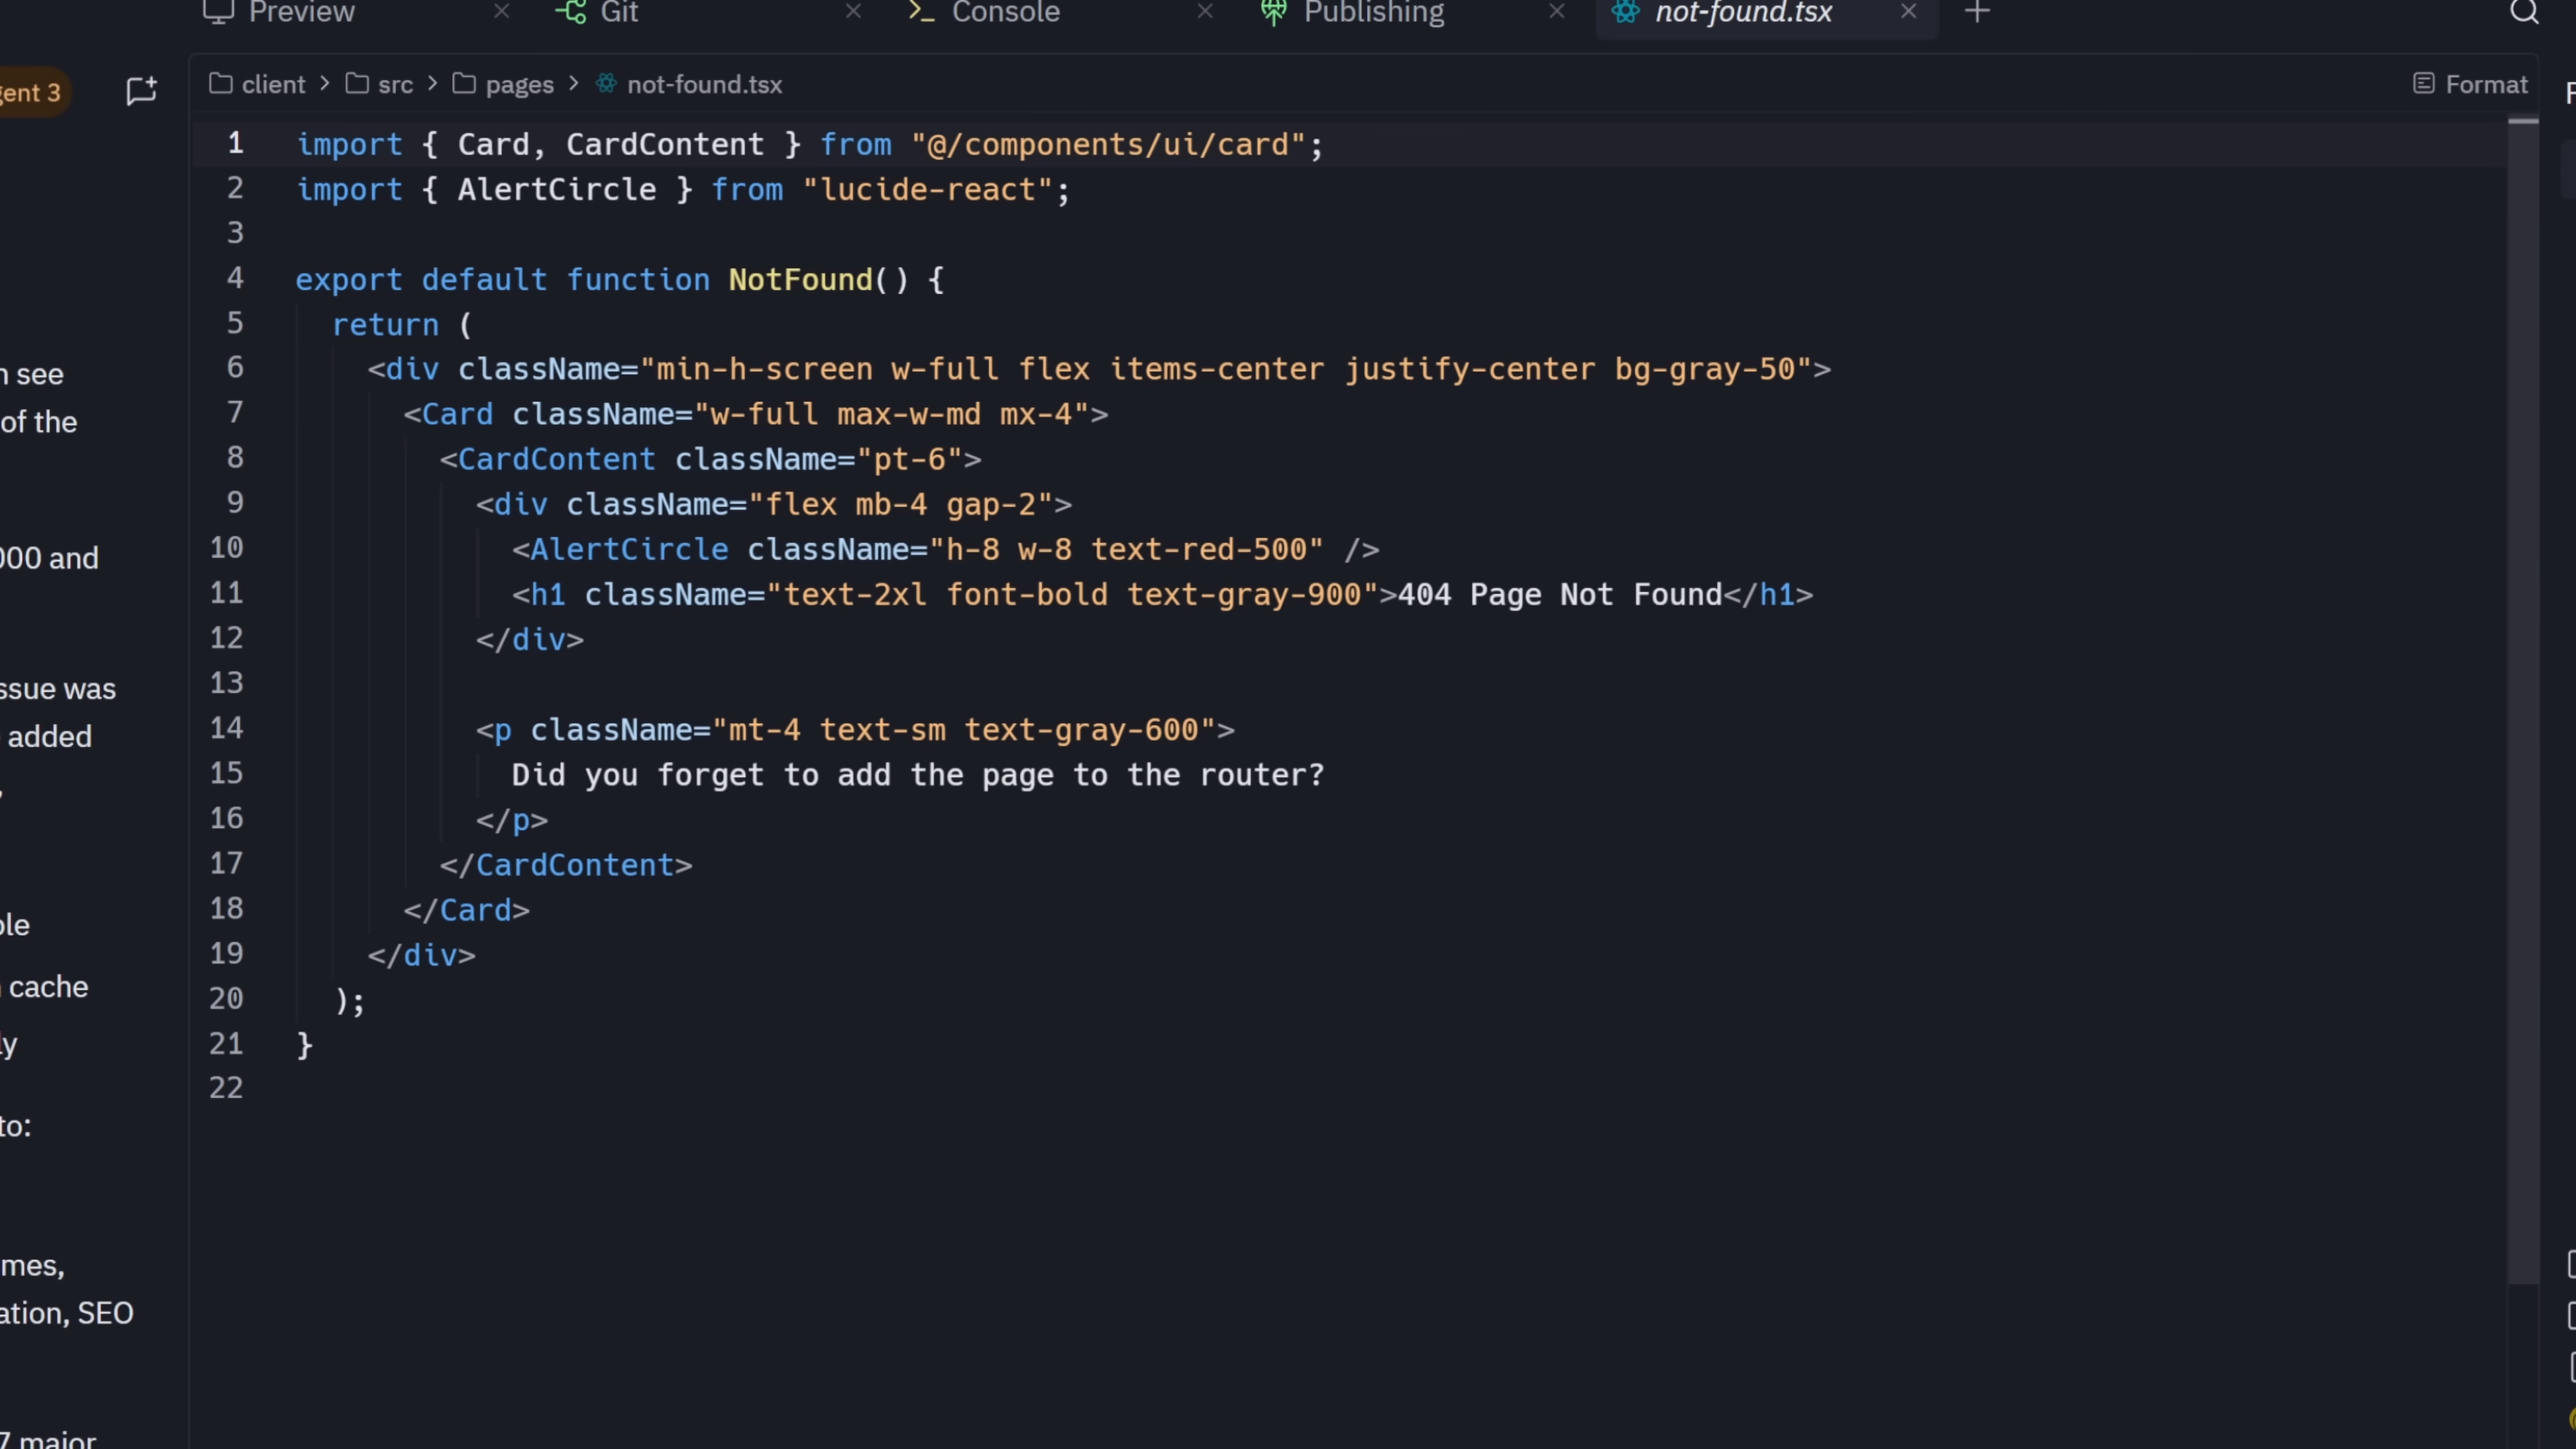 Preview Git Console Publishing not-found.tsx
Agent 3
client > src > pages > not-found.tsx Format
1 import { Card, CardContent } from "@/components/ui/card";
2 import { AlertCircle } from "lucide-react";
3
4 export default function NotFound() {
5 return (
6 <div className="min-h-screen w-full flex items-center justify-center bg-gray-50">
7 <Card className="w-full max-w-md mx-4">
8 <CardContent className="pt-6">
9 <div className="flex mb-4 gap-2">
10 <AlertCircle className="h-8 w-8 text-red-500" />
11 <h1 className="text-2xl font-bold text-gray-900">404 Page Not Found</h1>
12 </div>
13
14 <p className="mt-4 text-sm text-gray-600">
15 Did you forget to add the page to the router?
16 </p>
17 </CardContent>
18 </Card>
19 </div>
20 );
21 }
22
see
of the
000 and
ssue was
added
cache
to:
mes,
ation, SEO
7 major